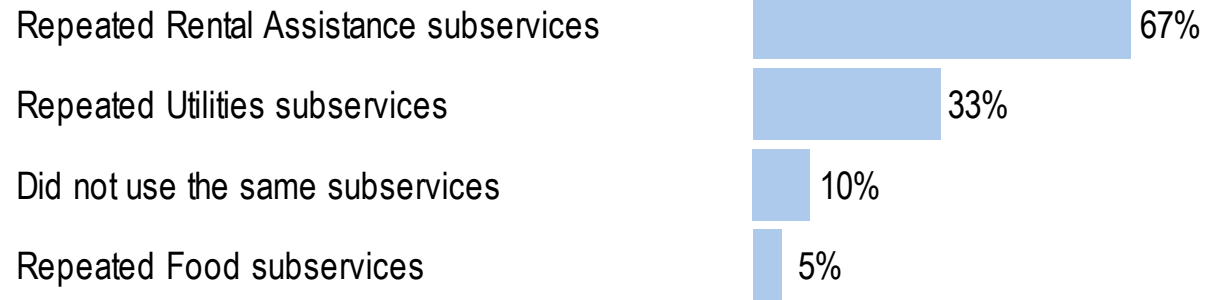 Repeated Rental Assistance subservices 67%
Repeated Utilities subservices 33%
Did not use the same subservices 10%
Repeated Food subservices 5%